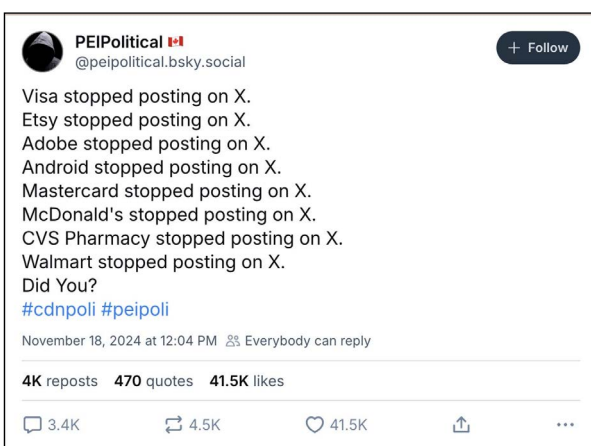 PEIPolitical 🇨🇦
+ Follow
@peipolitical.bsky.social
Visa stopped posting on X.
Etsy stopped posting on X.
Adobe stopped posting on X.
Android stopped posting on X.
Mastercard stopped posting on X.
McDonald's stopped posting on X.
CVS Pharmacy stopped posting on X.
Walmart stopped posting on X.
Did You?
#cdnpoli #peipoli
November 18, 2024 at 12:04 PM Everybody can reply
4K reposts 470 quotes 41.5K likes
3.4K 4.5K 41.5K